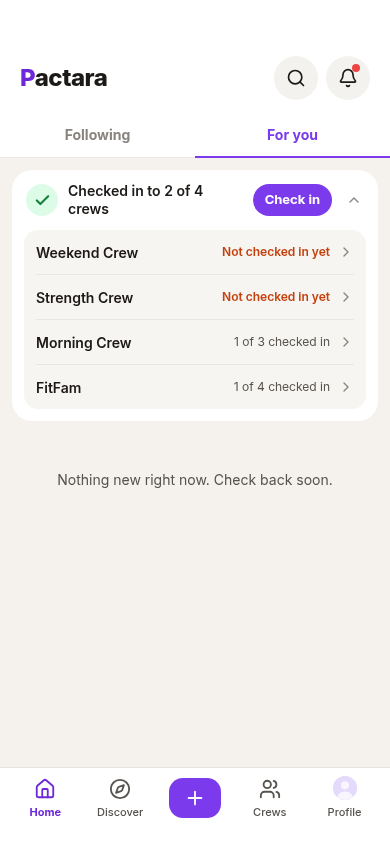 Pactara
Following
For you
Checked in to 2 of 4
crews
Check in
Weekend Crew
Not checked in yet
Strength Crew
Not checked in yet
Morning Crew
1 of 3 checked in
FitFam
1 of 4 checked in
Nothing new right now. Check back soon.
Home
Discover
Crews
Profile